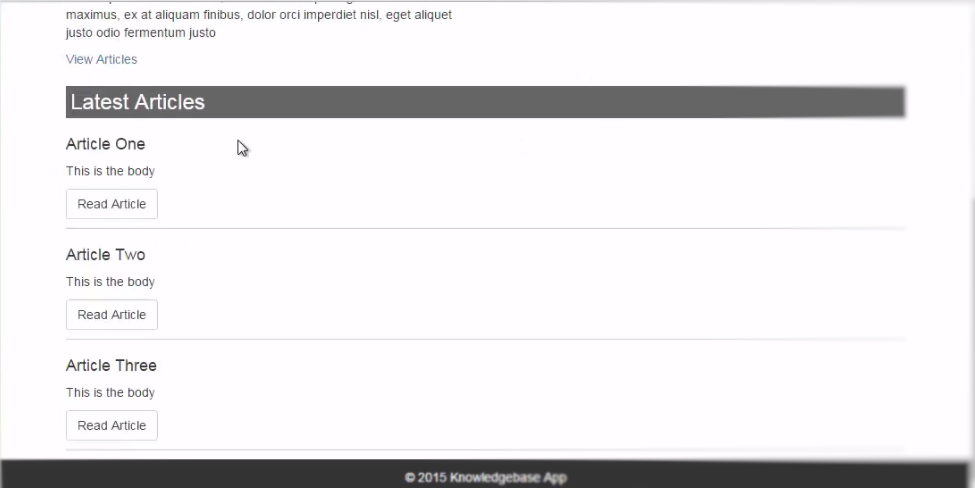 maximus, ex at aliquam finibus, dolor orci imperdiet nisl, eget aliquet
justo odio fermentum justo
View Articles
Latest Articles
Article One
This is the body
Read Article
Article Two
This is the body
Read Article
Article Three
This is the body
Read Article
© 2015 Knowledgebase App